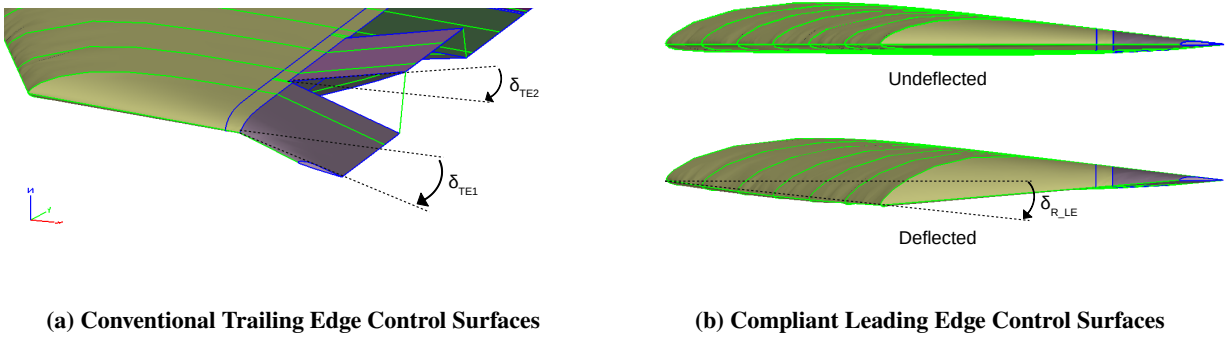 δTE2
δTE1
z
y
x
(a) Conventional Trailing Edge Control Surfaces
Undeflected
δR_LE
Deflected
(b) Compliant Leading Edge Control Surfaces